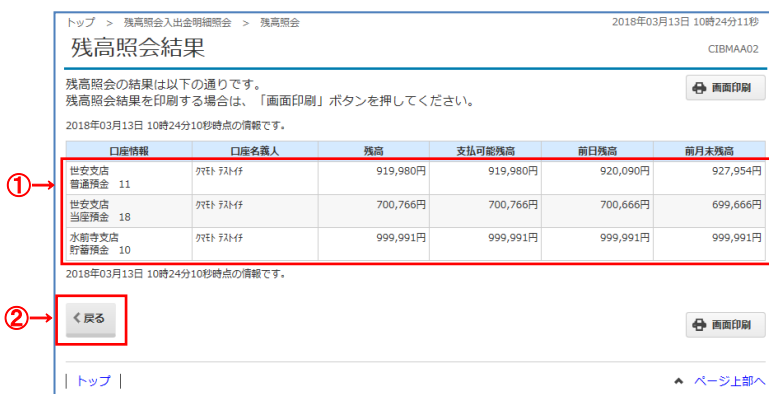 トップ > 残高照会入出金明細照会 > 残高照会
2018年03月13日 10時24分11秒
残高照会結果
CIBMAA02
残高照会の結果は以下の通りです。
残高照会結果を印刷する場合は、「画面印刷」ボタンを押してください。
画面印刷
2018年03月13日 10時24分10秒時点の情報です。
口座情報 口座名義人 残高 支払可能残高 前日残高 前月末残高
①
世安支店 ｸﾏﾓﾄ ﾃｽﾄｲﾁ 919,980円 919,980円 920,090円 927,954円
普通預金 11
世安支店 ｸﾏﾓﾄ ﾃｽﾄｲﾁ 700,766円 700,766円 700,666円 699,666円
当座預金 18
水前寺支店 ｸﾏﾓﾄ ﾃｽﾄｲﾁ 999,991円 999,991円 999,991円 999,991円
貯蓄預金 10
2018年03月13日 10時24分10秒時点の情報です。
②
戻る
画面印刷
| トップ |
ページ上部へ